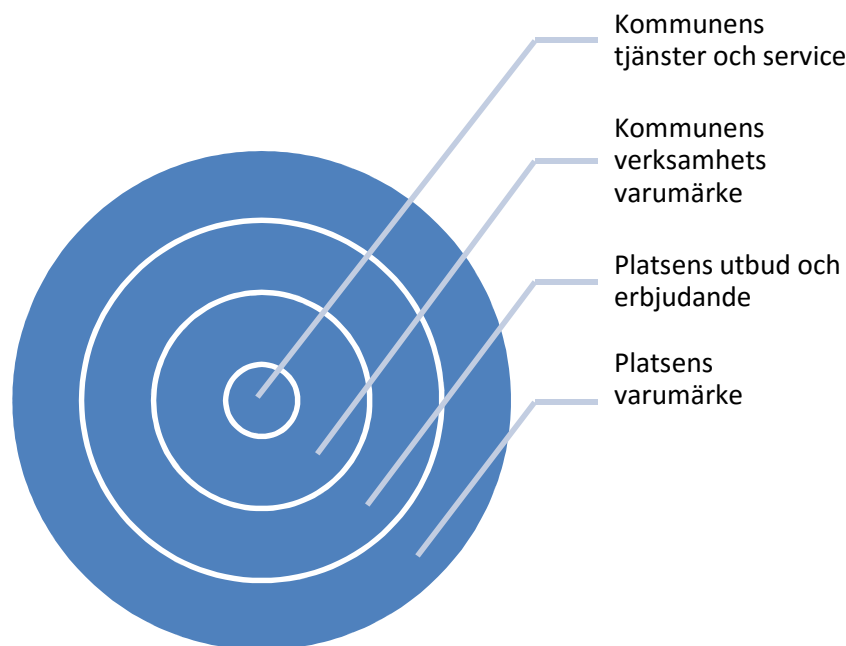 Kommunens
tjänster och service
Kommunens
verksamhets
varumärke
Platsens utbud och
erbjudande
Platsens
varumärke